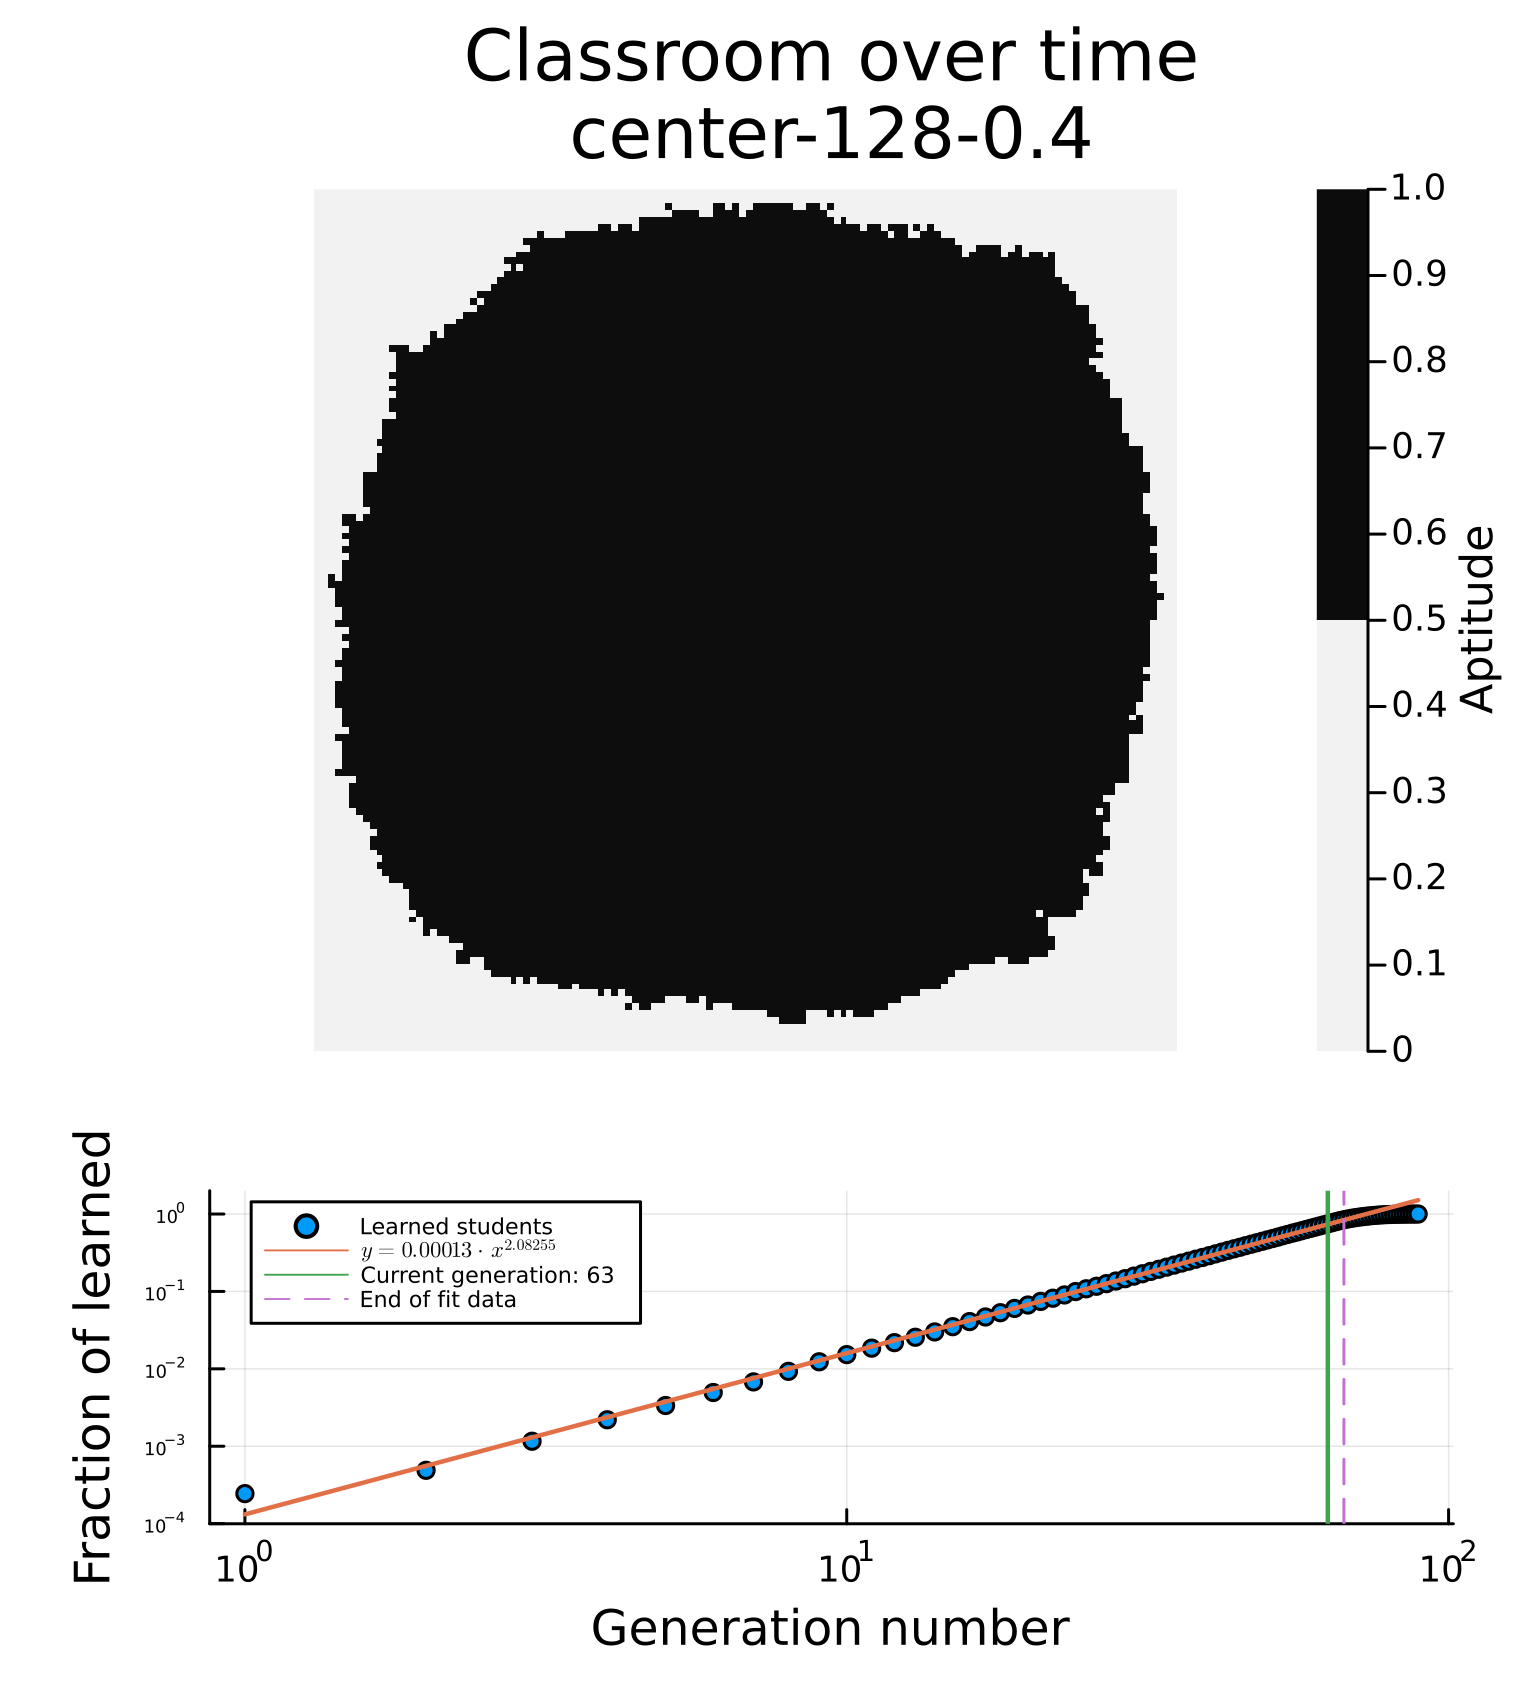 Classroom over time
center-128-0.4
1.0
0.9
0.8
0.7
0.6
0.5
0.4
0.3
0.2
0.1
0
Aptitude
Fraction of learned
10⁰
10⁻¹
10⁻²
10⁻³
10⁻⁴
Learned students
y = 0.00013 · x^2.08255
Current generation: 63
End of fit data
10⁰
10¹
10²
Generation number